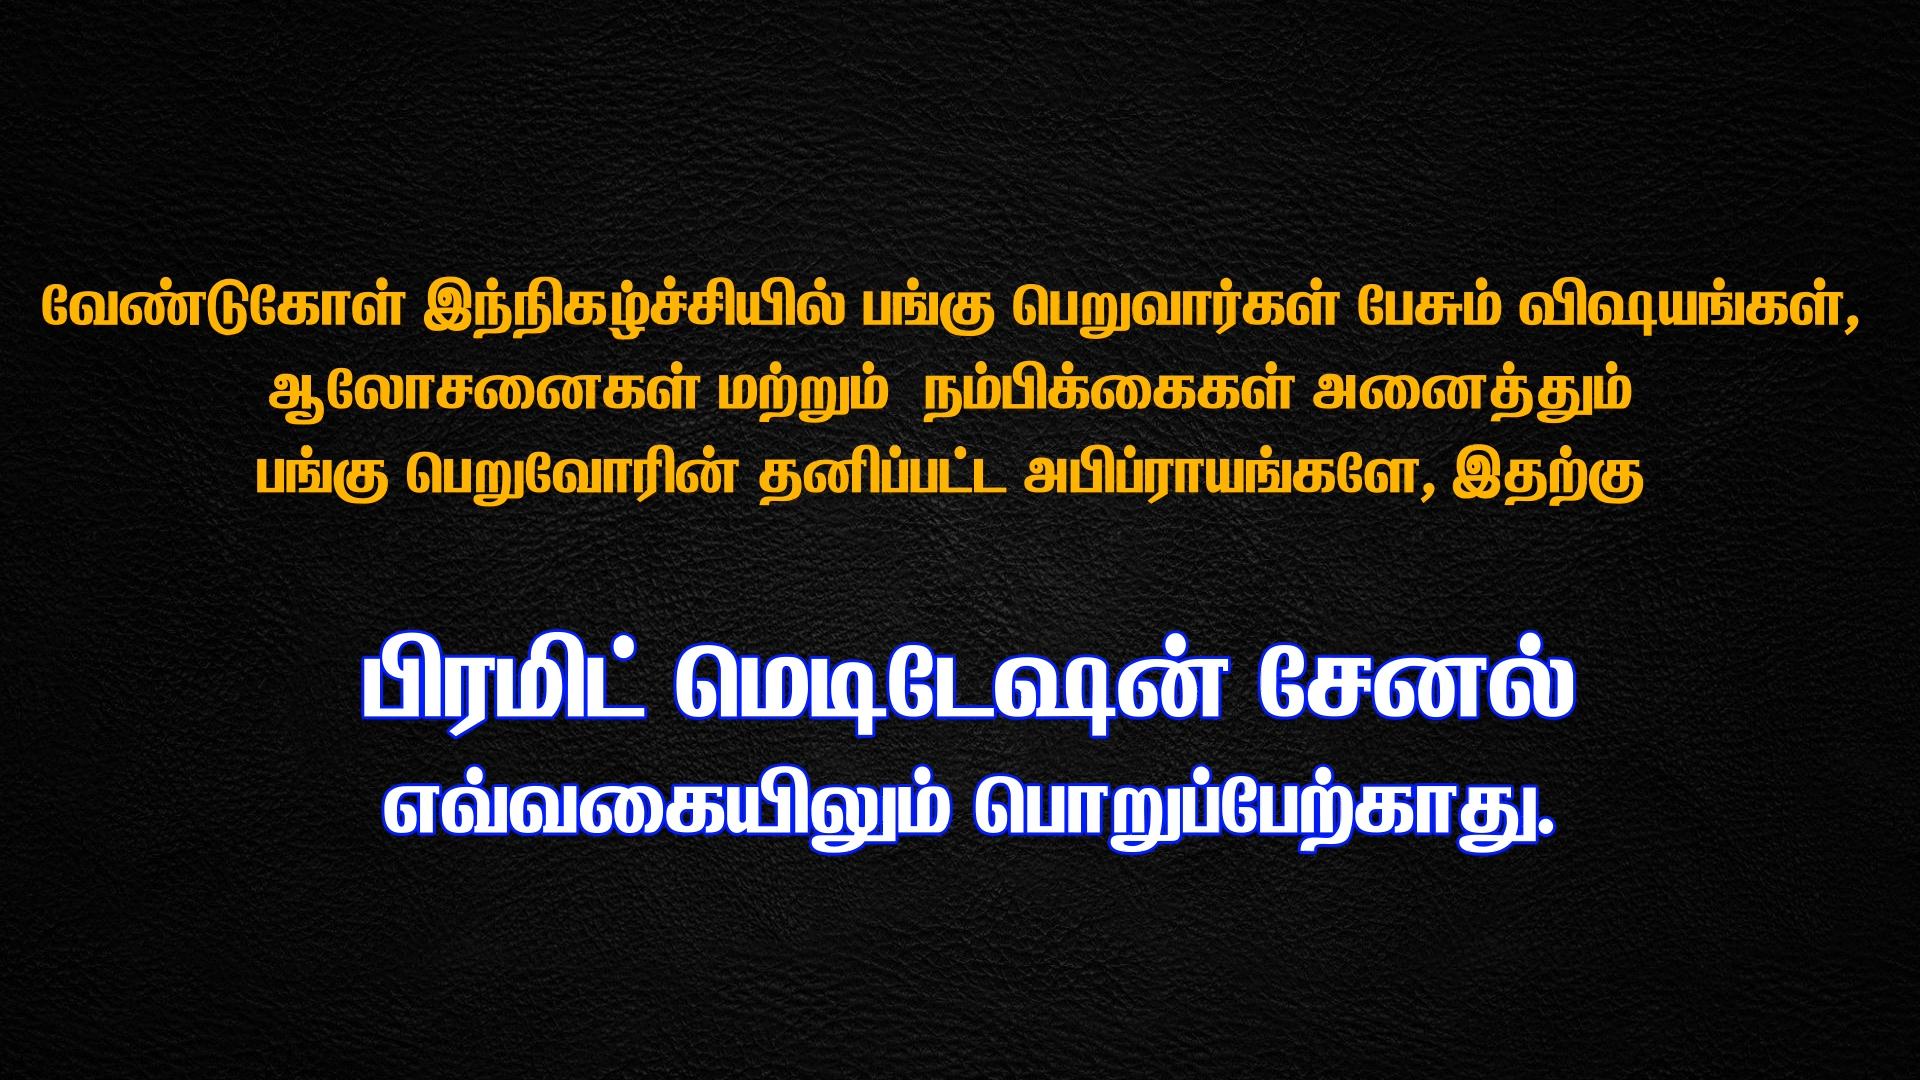 வேண்டுகோள் இந்நிகழ்ச்சியில் பங்கு பெறுவார்கள் பேசும் விஷயங்கள்,
ஆலோசனைகள் மற்றும் நம்பிக்கைகள் அனைத்தும்
பங்கு பெறுவோரின் தனிப்பட்ட அபிப்ராயங்களே, இதற்கு
பிரமிட் மெடிடேஷன் சேனல்
எவ்வகையிலும் பொறுப்பேற்காது.